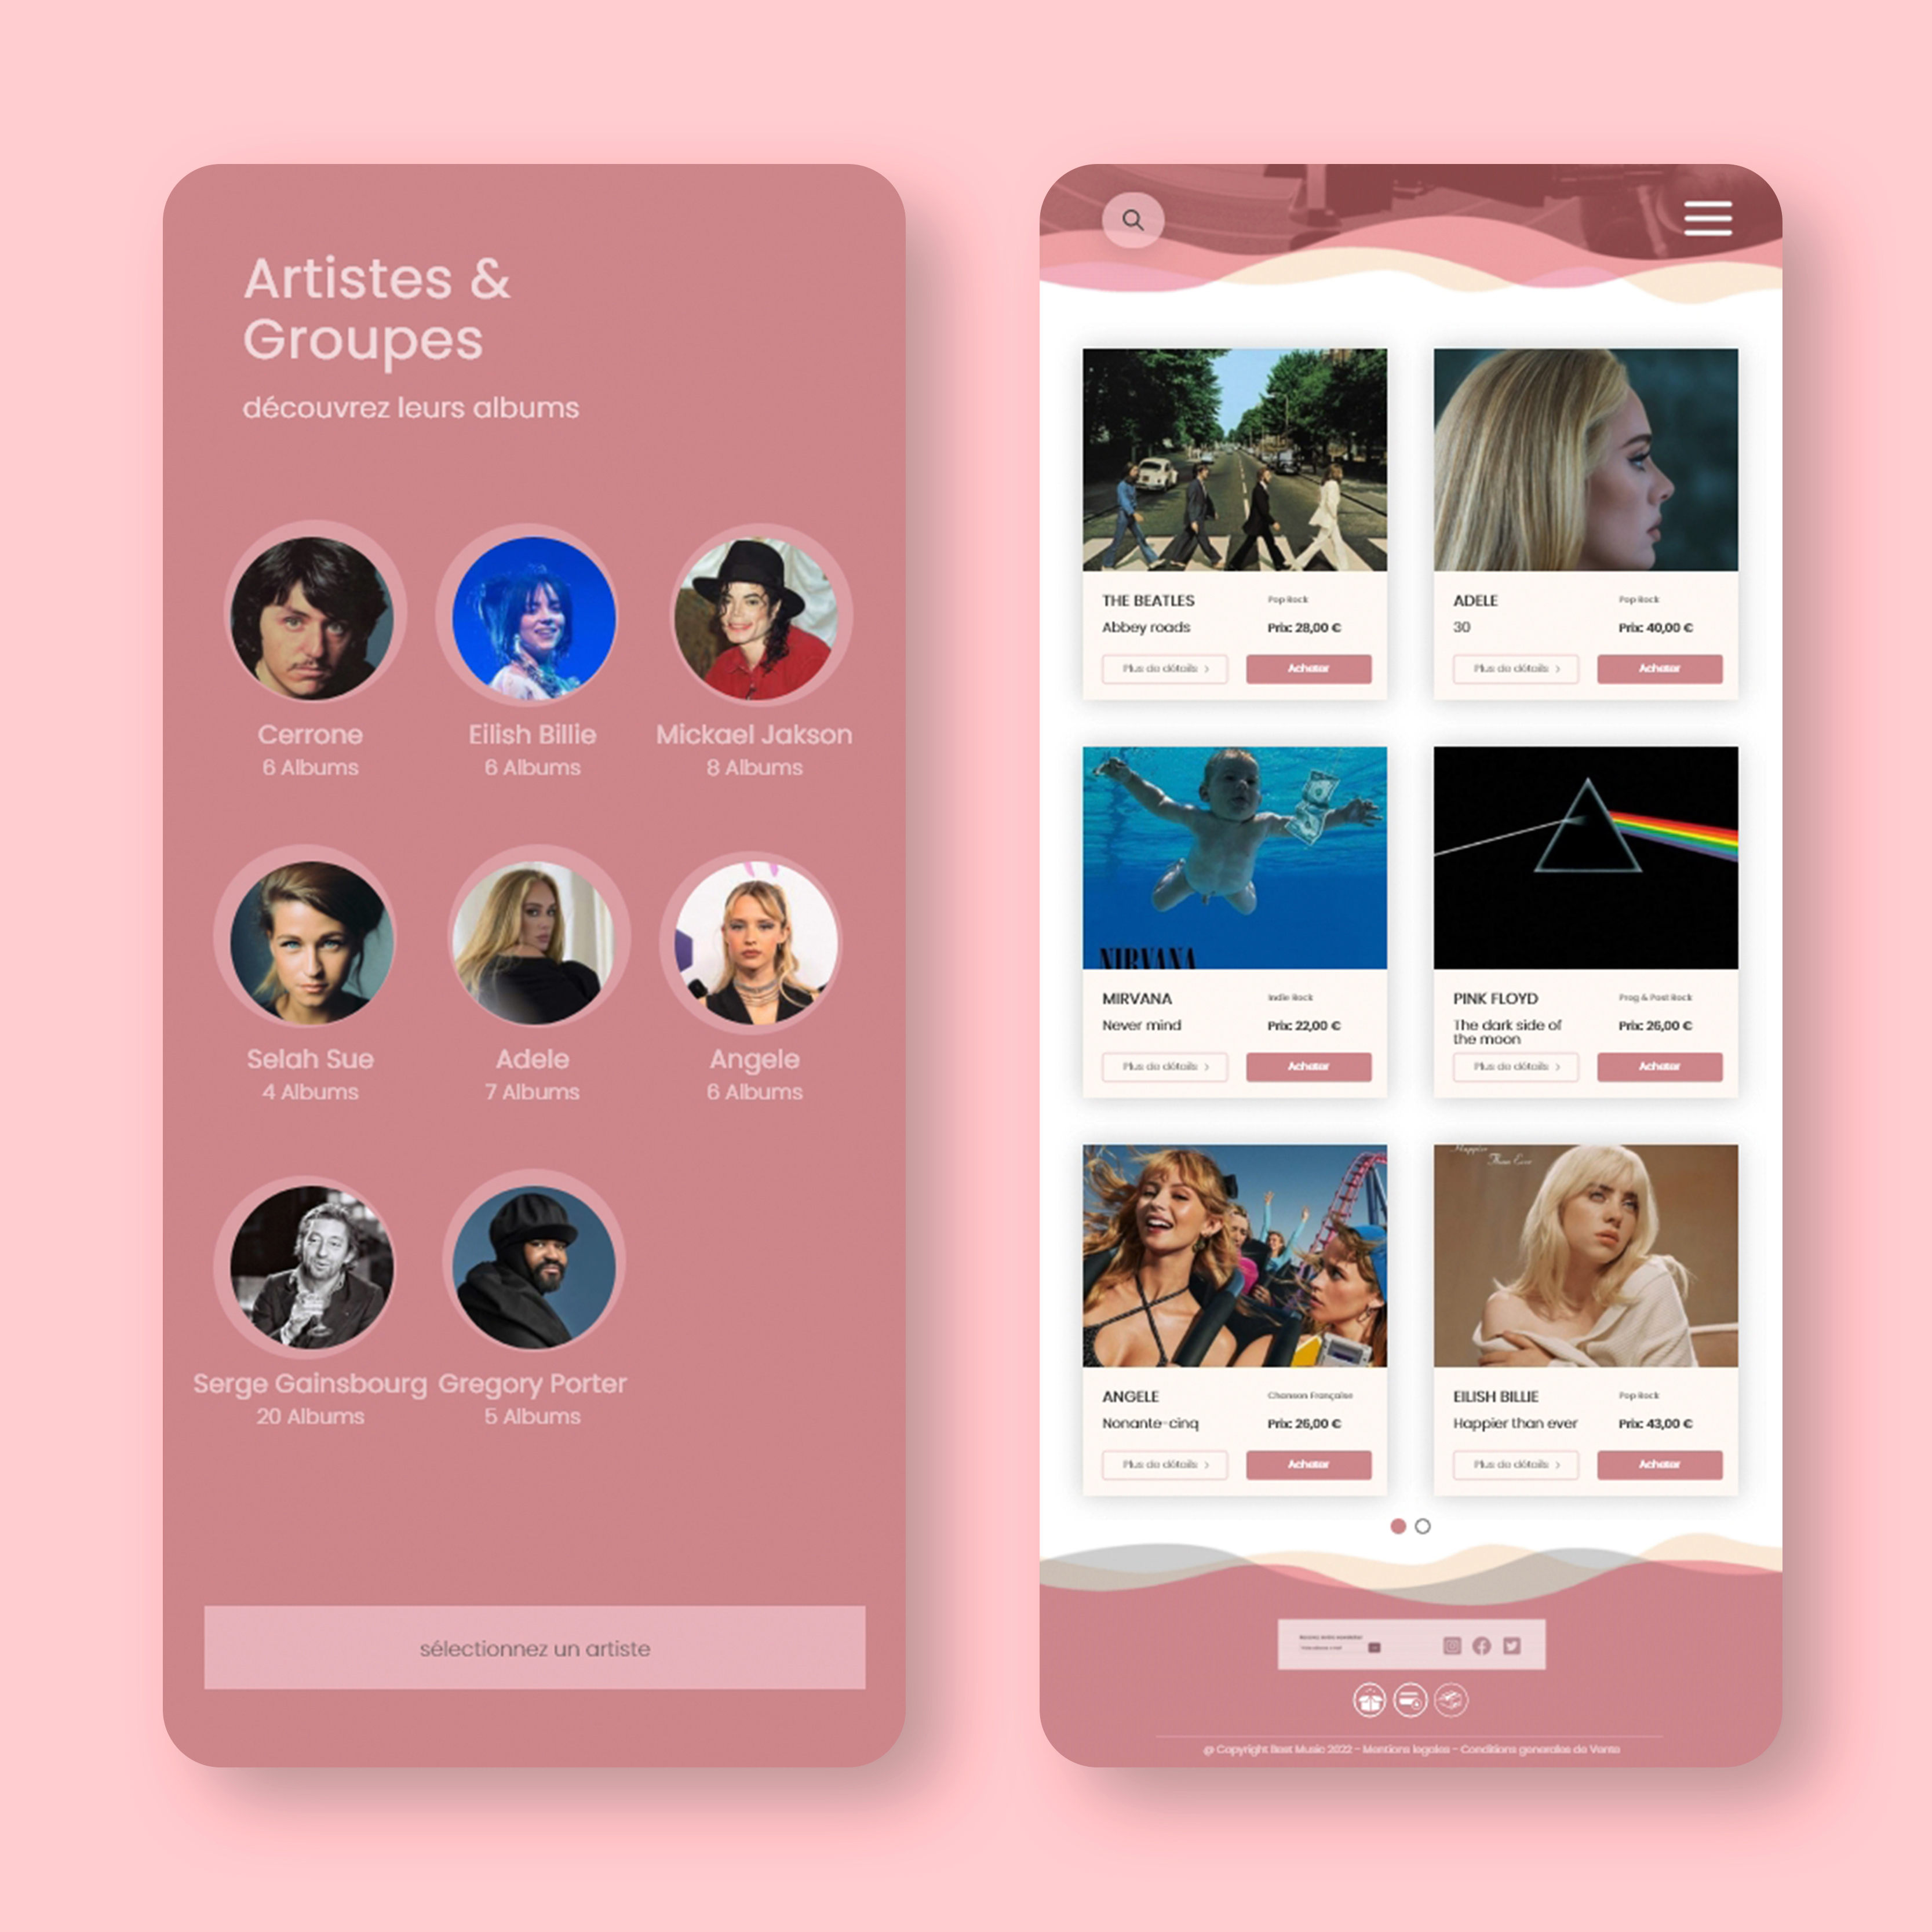 Artistes &
Groupes
découvrez leurs albums
Cerrone
6 Albums
Eilish Billie
6 Albums
Mickael Jakson
8 Albums
Selah Sue
4 Albums
Adele
7 Albums
Angele
6 Albums
Serge Gainsbourg
20 Albums
Gregory Porter
5 Albums
sélectionnez un artiste
THE BEATLES
Pop Rock
Abbey roads
Prix: 28,00 €
Plus de détails >
Acheter
ADELE
Pop Rock
30
Prix: 40,00 €
Plus de détails >
Acheter
NIRVANA
MIRVANA
Indie Rock
Never mind
Prix: 22,00 €
Plus de détails >
Acheter
PINK FLOYD
Prog & Post Rock
The dark side of
the moon
Prix: 26,00 €
Plus de détails >
Acheter
ANGELE
Chanson Française
Nonante-cinq
Prix: 26,00 €
Plus de détails >
Acheter
Happier
Than Ever
EILISH BILLIE
Pop Rock
Happier than ever
Prix: 43,00 €
Plus de détails >
Acheter
@ Copyright Best Music 2022 - Mentions legales - Conditions generales de Vente